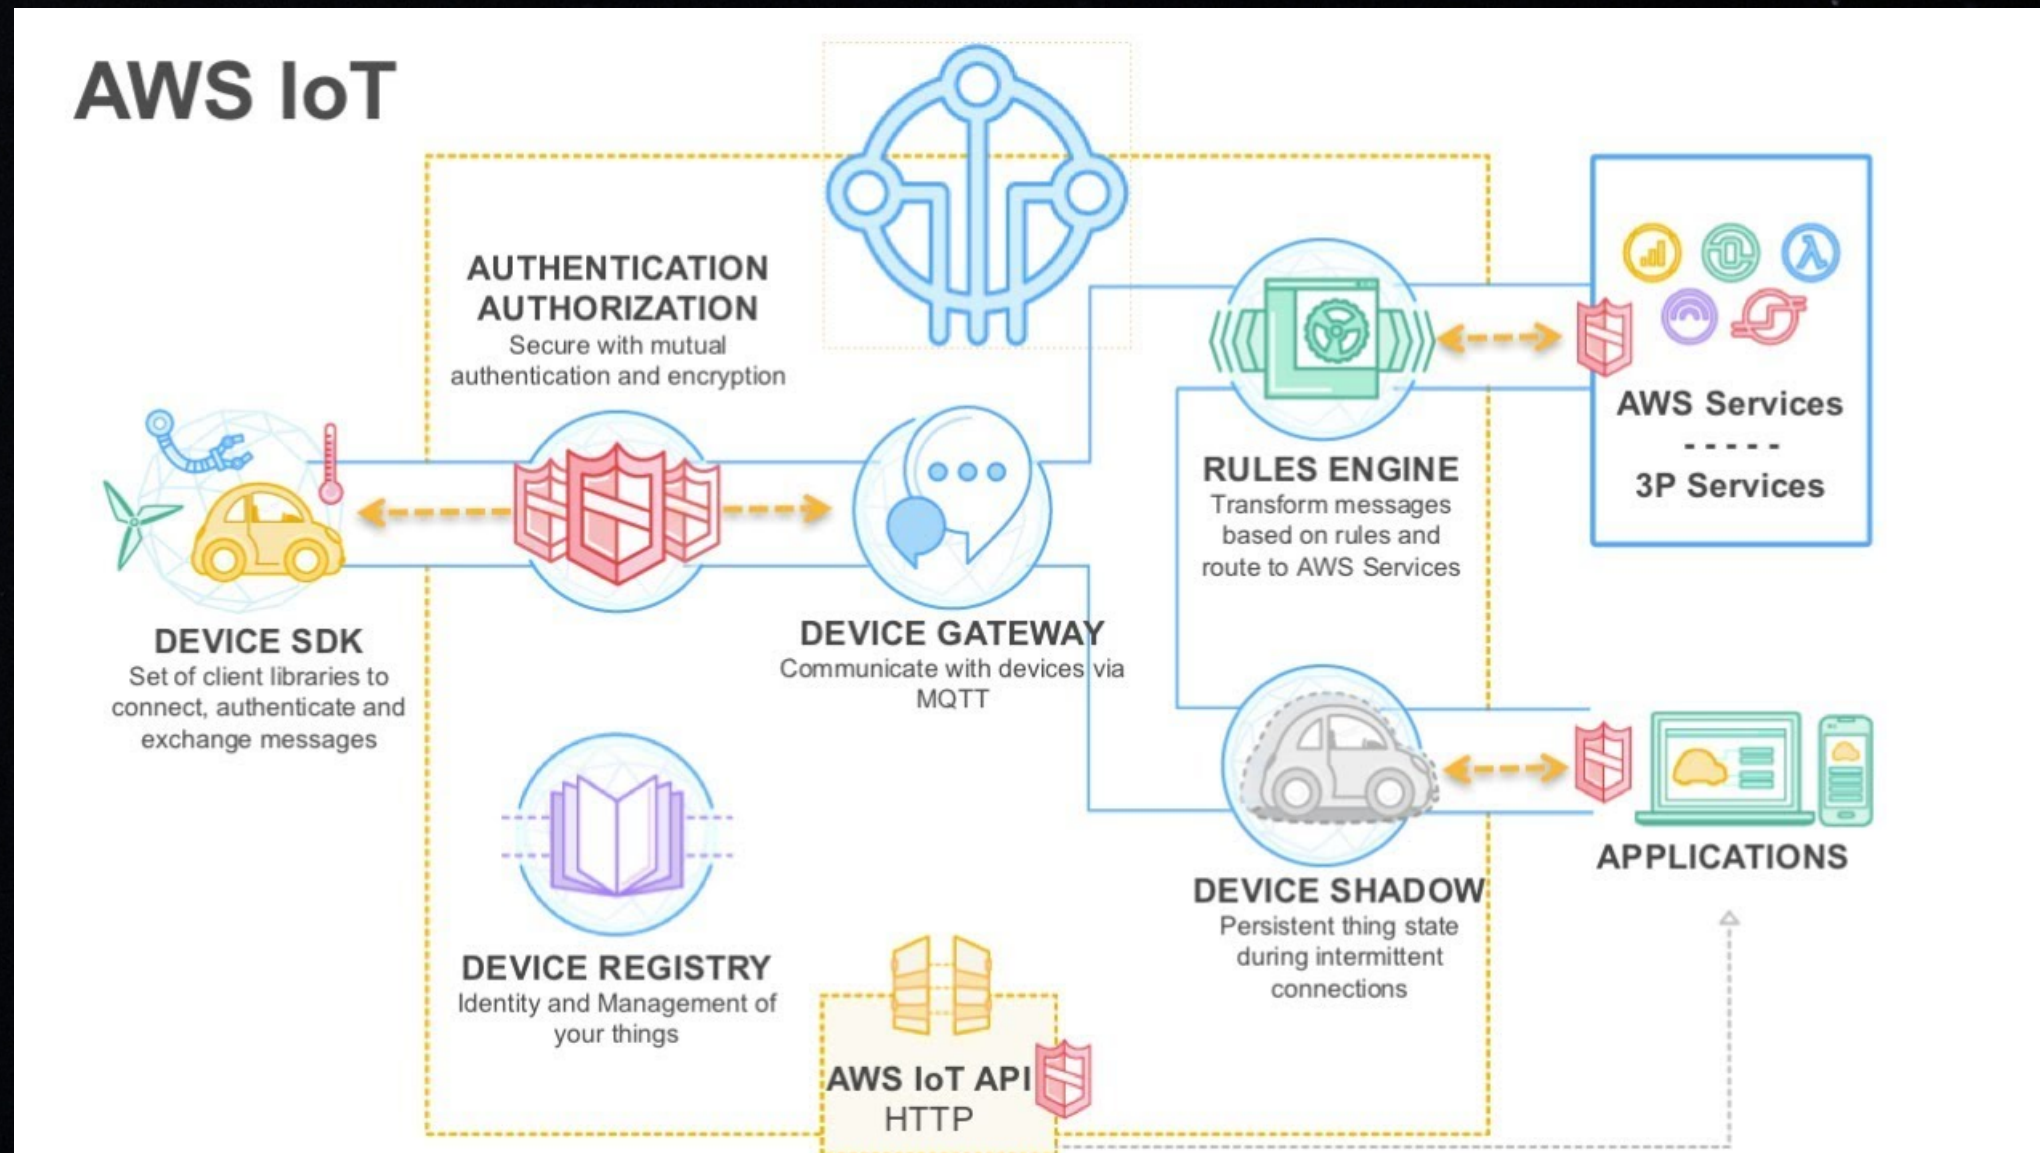 AWS IoT
AUTHENTICATION
AUTHORIZATION
Secure with mutual
authentication and encryption
DEVICE SDK
Set of client libraries to
connect, authenticate and
exchange messages
DEVICE GATEWAY
Communicate with devices via
MQTT
RULES ENGINE
Transform messages
based on rules and
route to AWS Services
AWS Services
-----
3P Services
DEVICE REGISTRY
Identity and Management of
your things
AWS IoT API
HTTP
DEVICE SHADOW
Persistent thing state
during intermittent
connections
APPLICATIONS